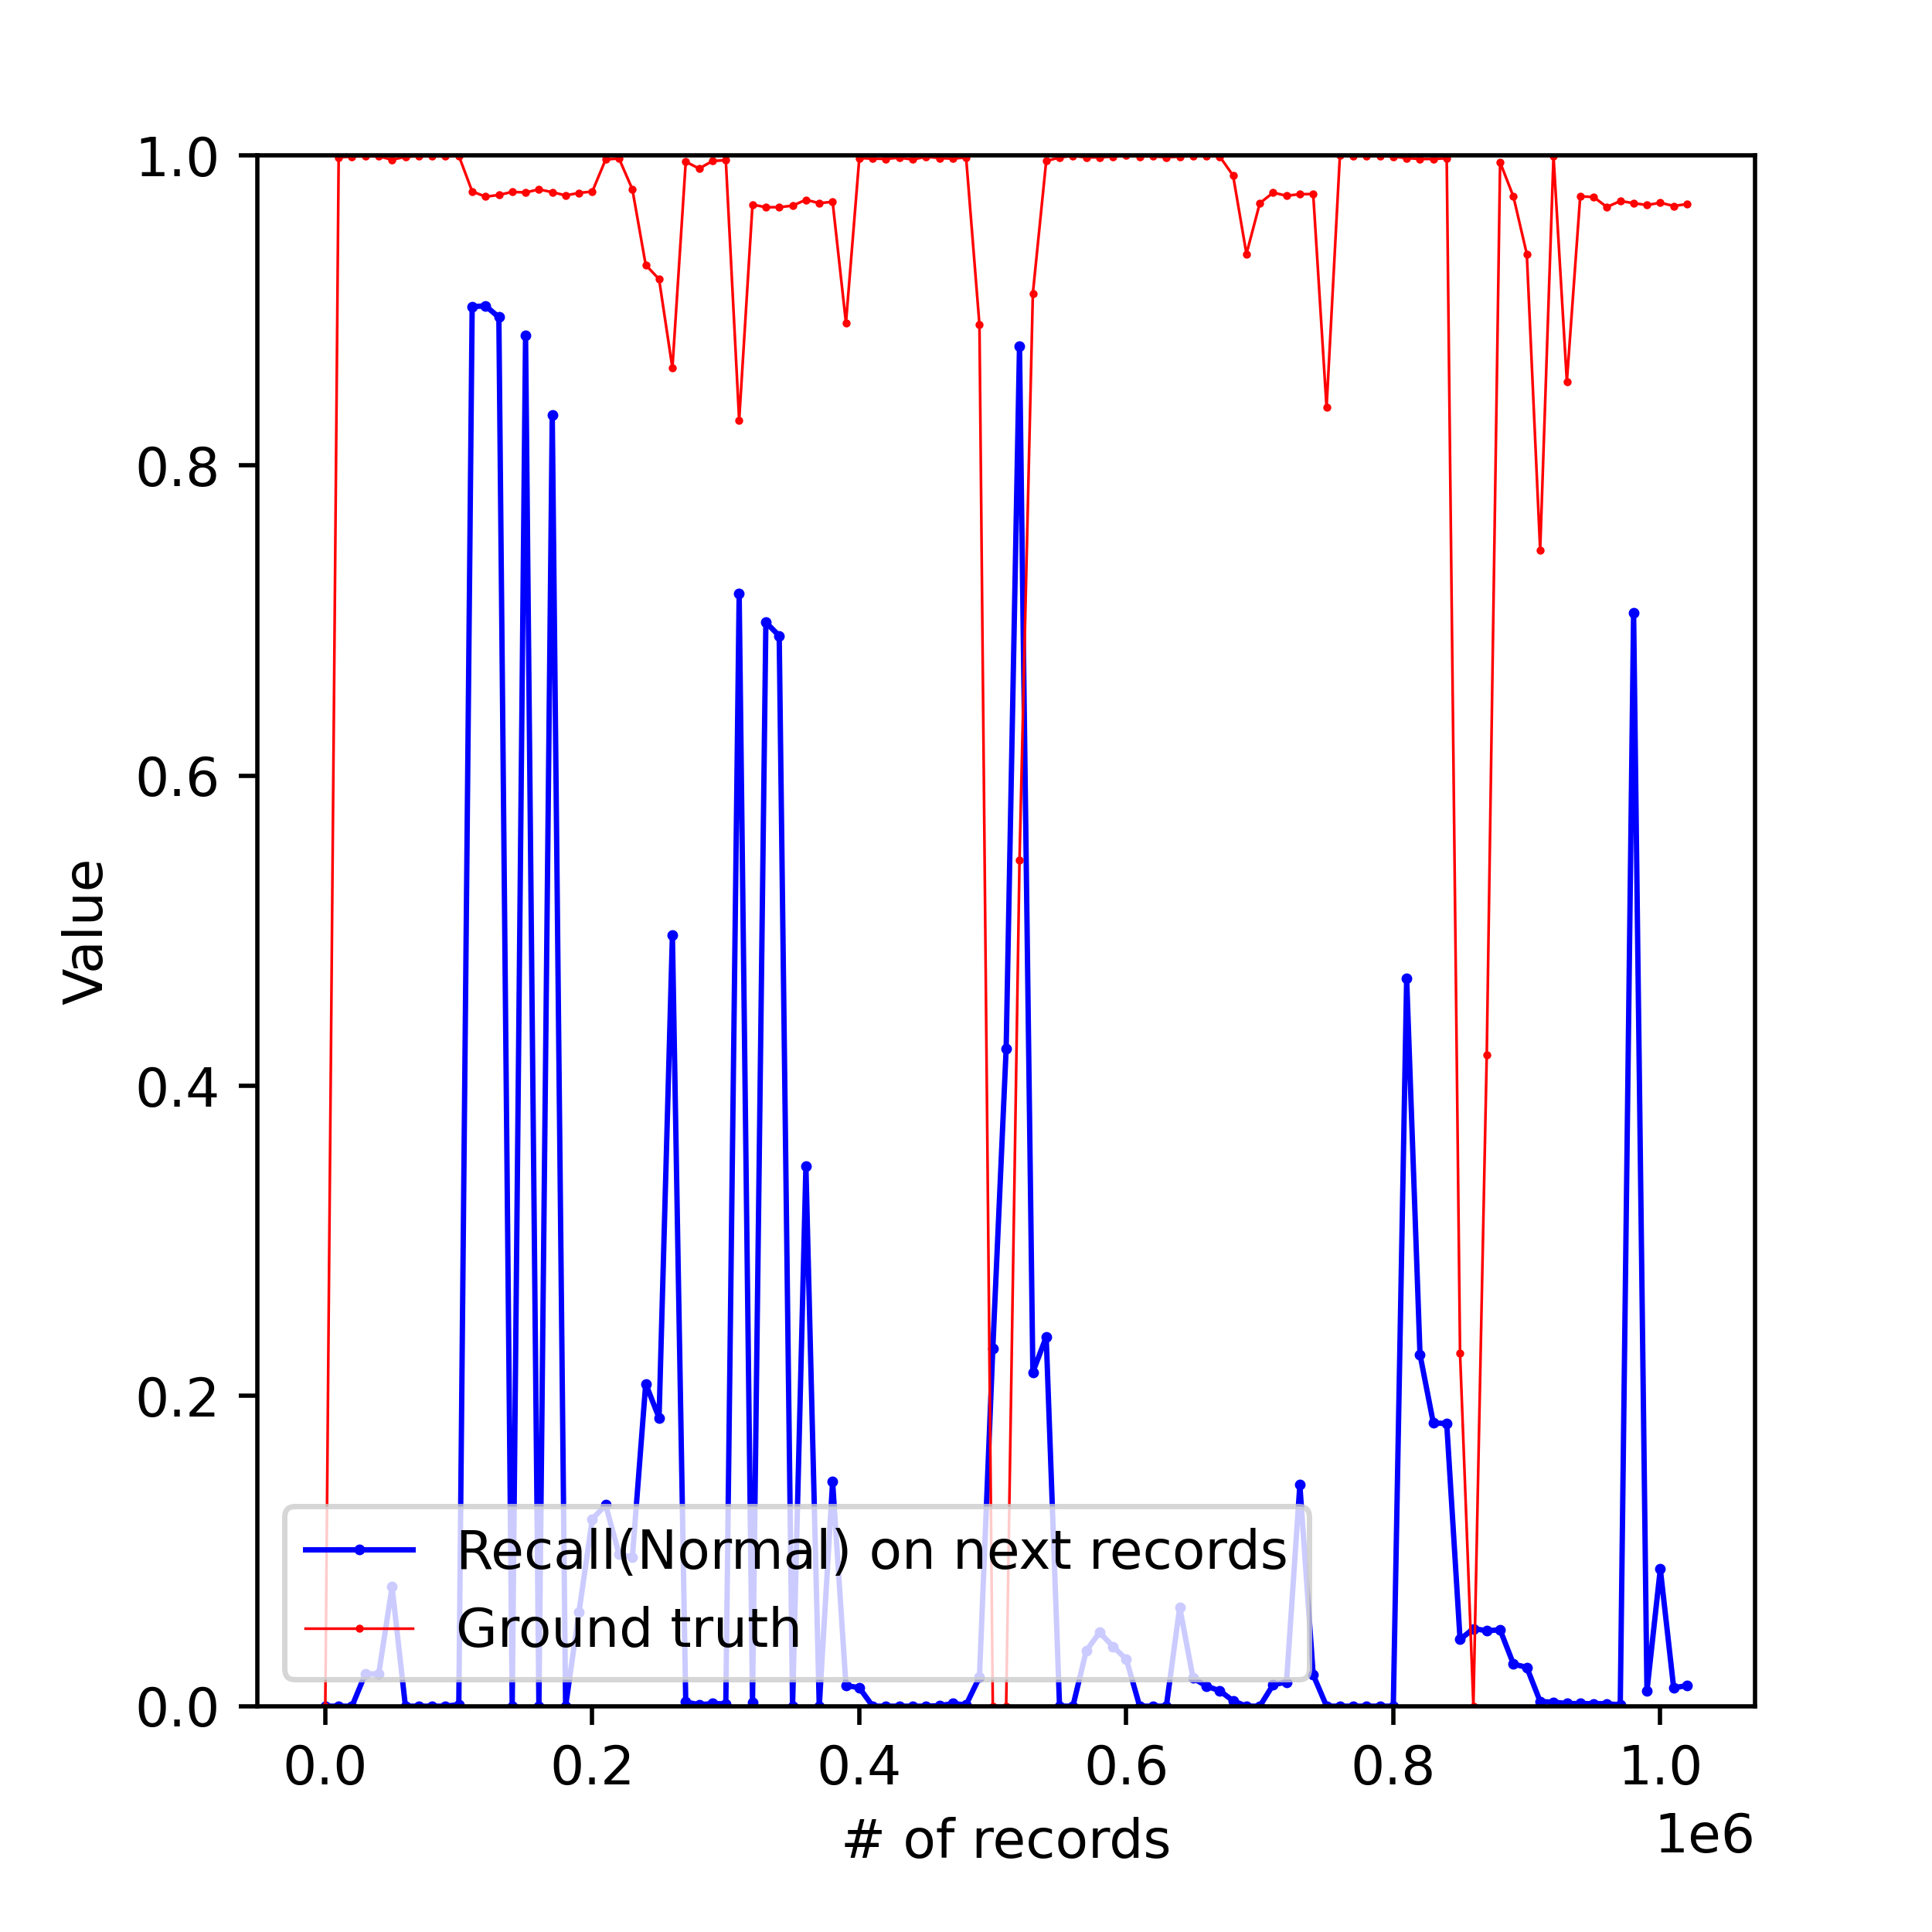 1.0
0.8
0.6
0.4
0.2
0.0
Value
Recall(Normal) on next records
Ground truth
0.0 0.2 0.4 0.6 0.8 1.0
# of records
1e6